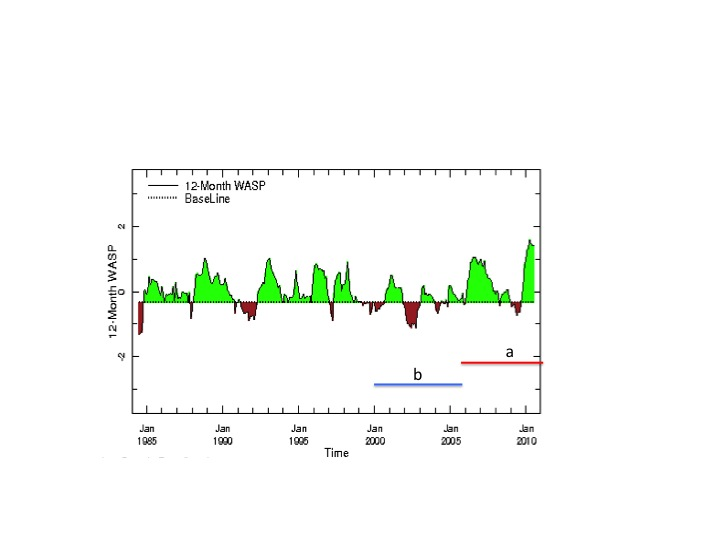 12-Month WASP
BaseLine
12-Month WASP
2
0
-2
a
b
Jan Jan Jan Jan Jan Jan
1985 1990 1995 2000 2005 2010
Time